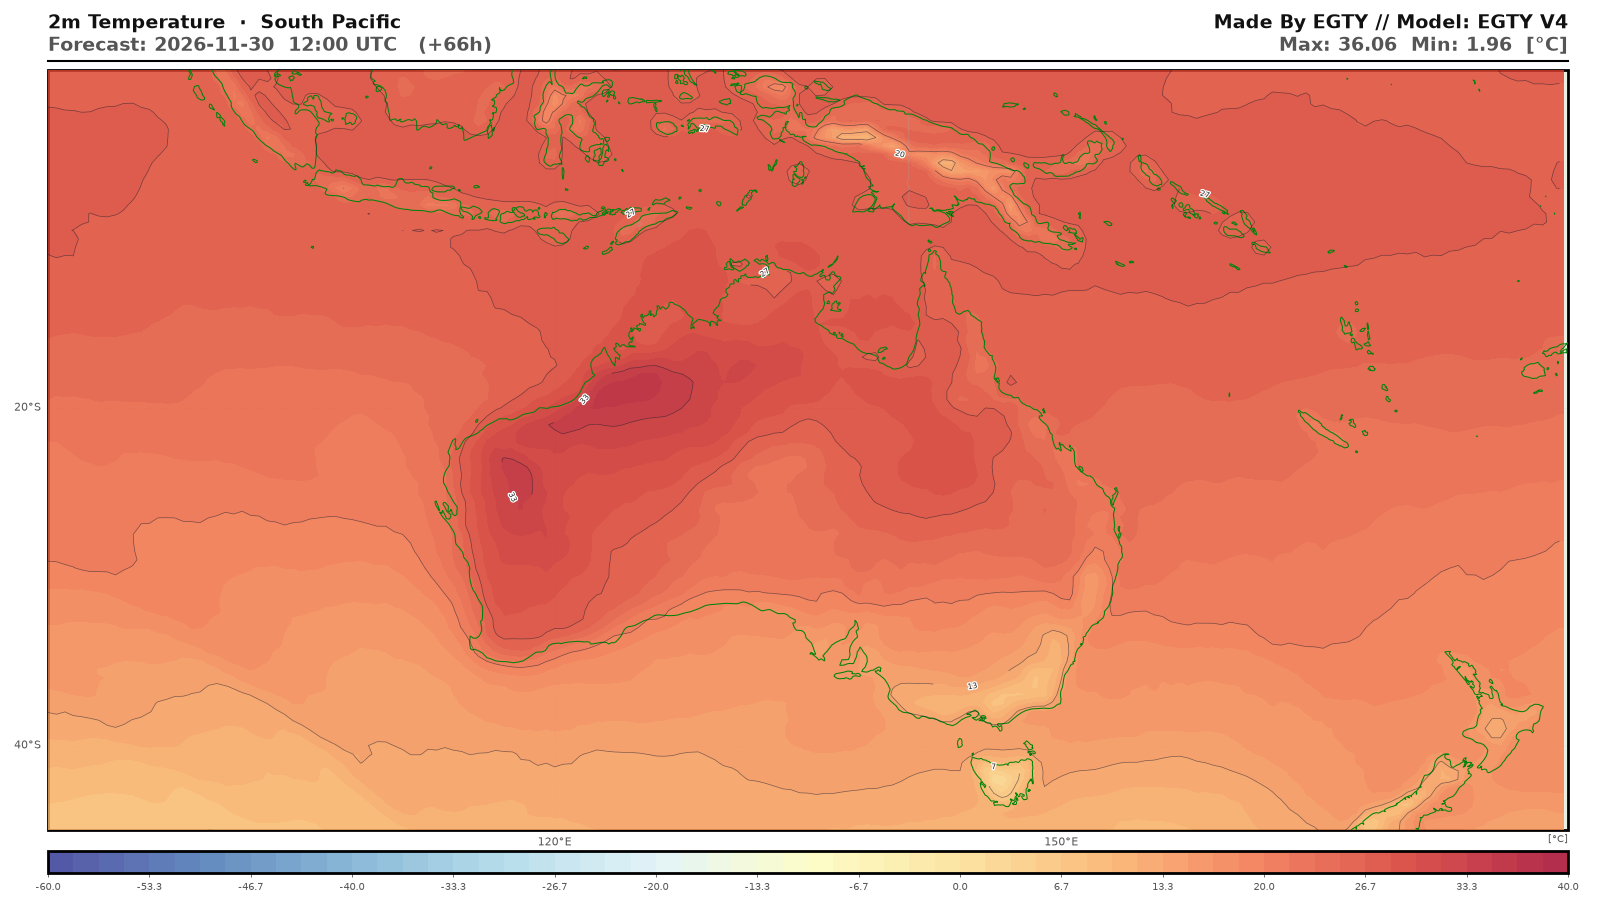 2m Temperature · South Pacific
Made By EGTY // Model: EGTY V4
Forecast: 2026-11-30 12:00 UTC (+66h)
Max: 36.06 Min: 1.96 [°C]
27
20
27
27
27
20°S
33
33
13
40°S
7
120°E
150°E
[°C]
-60.0
-53.3
-46.7
-40.0
-33.3
-26.7
-20.0
-13.3
-6.7
0.0
6.7
13.3
20.0
26.7
33.3
40.0